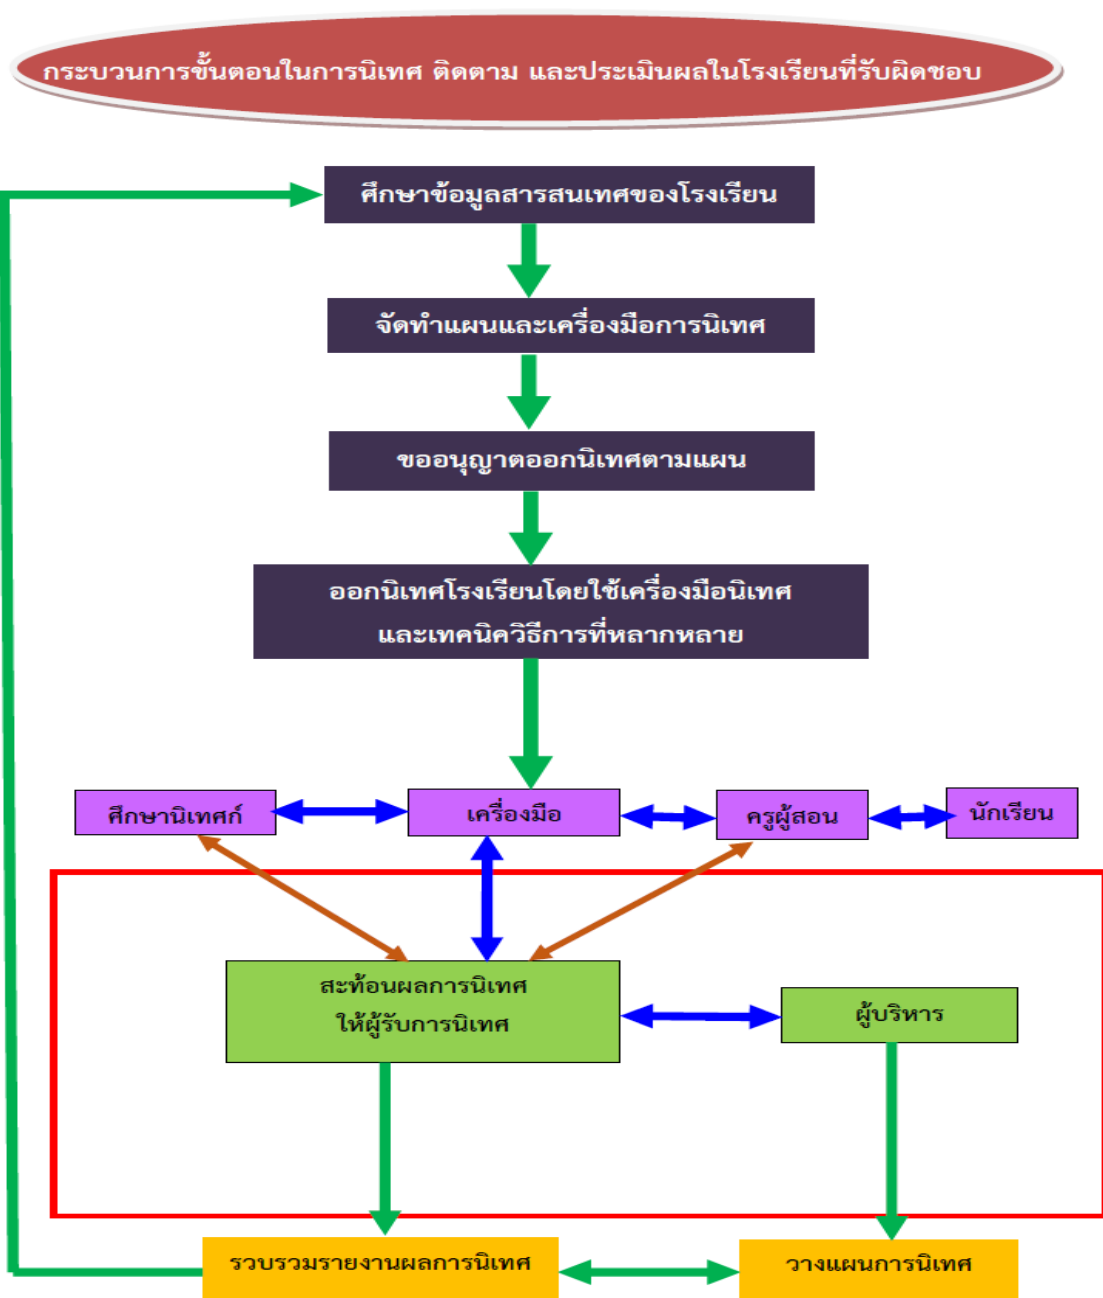 กระบวนการขั้นตอนในการนิเทศ ติดตาม และประเมินผลในโรงเรียนที่รับผิดชอบ
ศึกษาข้อมูลสารสนเทศของโรงเรียน
จัดทำแผนและเครื่องมือการนิเทศ
ขออนุญาตออกนิเทศตามแผน
ออกนิเทศโรงเรียนโดยใช้เครื่องมือนิเทศ
และเทคนิควิธีการที่หลากหลาย
ศึกษานิเทศก์
เครื่องมือ
ครูผู้สอน
นักเรียน
สะท้อนผลการนิเทศ
ให้ผู้รับการนิเทศ
ผู้บริหาร
รวบรวมรายงานผลการนิเทศ
วางแผนการนิเทศ